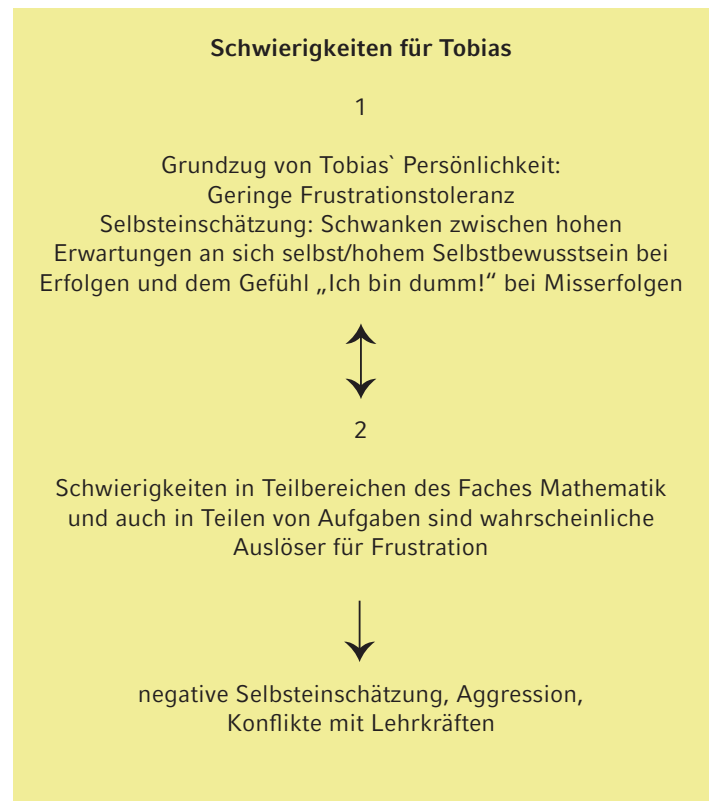 Schwierigkeiten für Tobias
1
Grundzug von Tobias` Persönlichkeit:
Geringe Frustrationstoleranz
Selbsteinschätzung: Schwanken zwischen hohen
Erwartungen an sich selbst/hohem Selbstbewusstsein bei
Erfolgen und dem Gefühl „Ich bin dumm!“ bei Misserfolgen
2
Schwierigkeiten in Teilbereichen des Faches Mathematik
und auch in Teilen von Aufgaben sind wahrscheinliche
Auslöser für Frustration
negative Selbsteinschätzung, Aggression,
Konflikte mit Lehrkräften